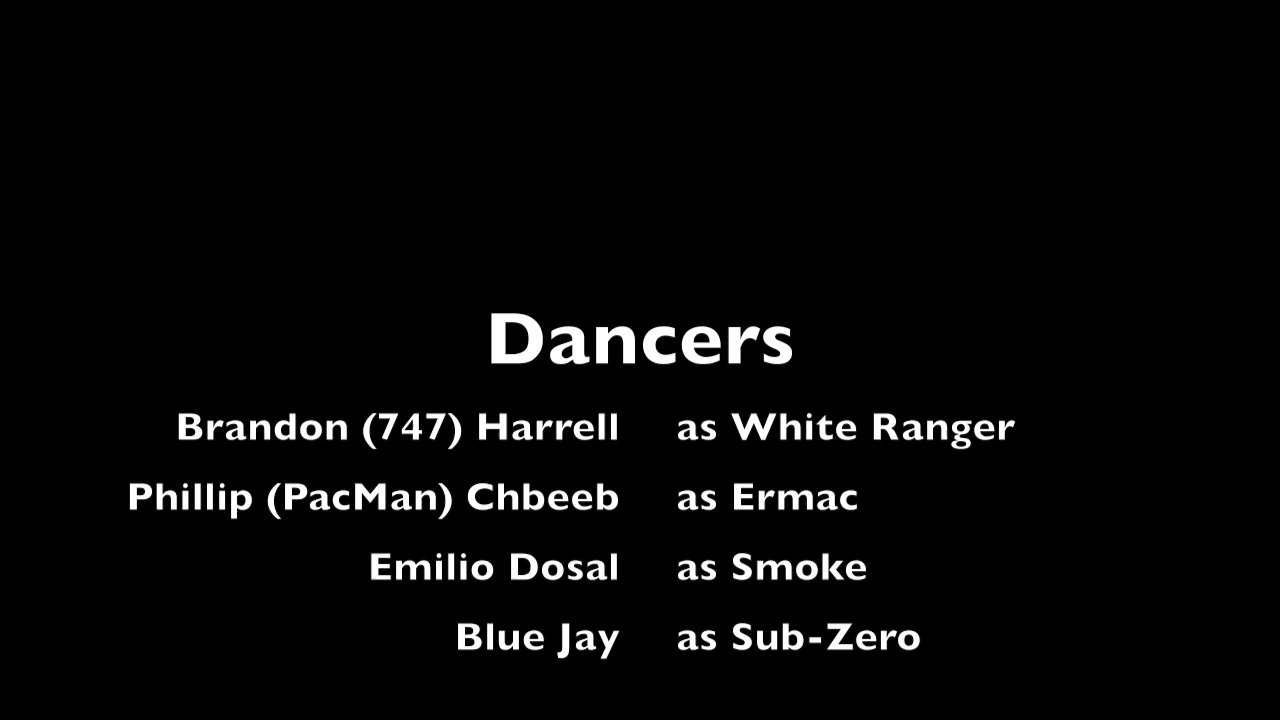 Dancers
Brandon (747) Harrell as White Ranger
Phillip (PacMan) Chbeeb as Ermac
Emilio Dosal as Smoke
Blue Jay as Sub-Zero